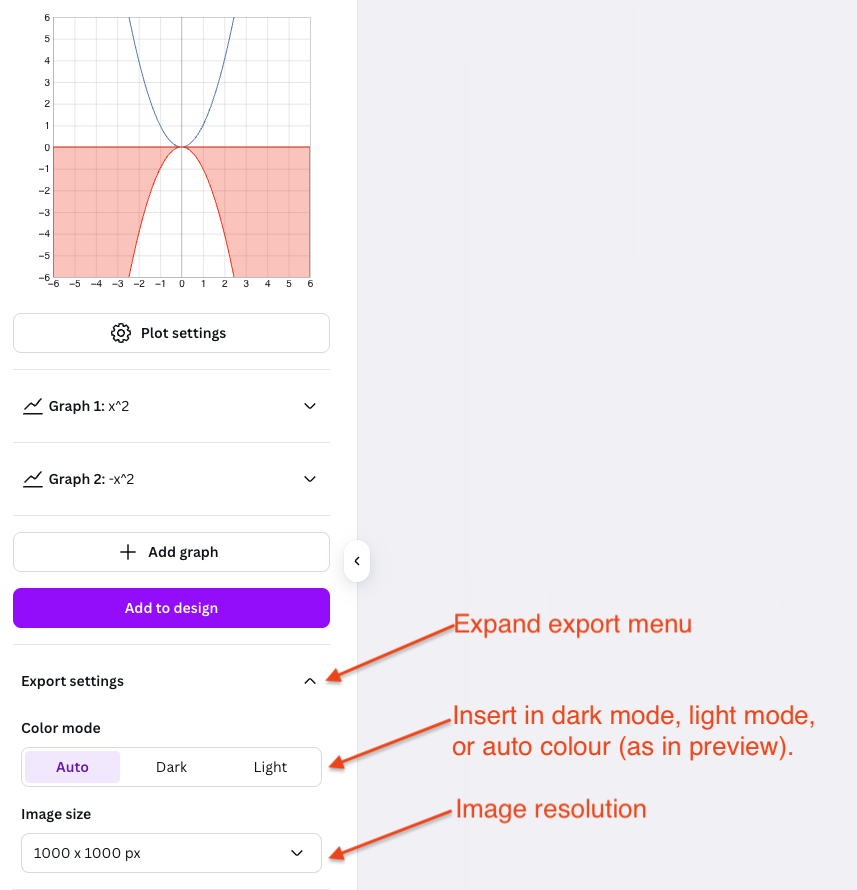 6
5
4
3
2
1
0
−1
−2
−3
−4
−5
−6
−6 −5 −4 −3 −2 −1 0 1 2 3 4 5 6
Plot settings
Graph 1: x^2
Graph 2: -x^2
Add graph
Add to design
Expand export menu
Export settings
Insert in dark mode, light mode,
or auto colour (as in preview).
Color mode
Auto Dark Light
Image resolution
Image size
1000 x 1000 px